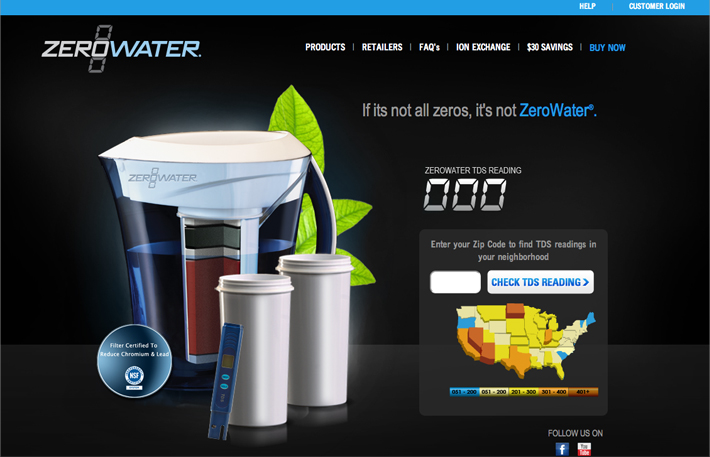 HELP | CUSTOMER LOGIN
ZEROWATER.
PRODUCTS | RETAILERS | FAQ's | ION EXCHANGE | $30 SAVINGS | BUY NOW
If its not all zeros, it's not ZeroWater®.
ZEROWATER
ZEROWATER TDS READING
000
Enter your Zip Code to find TDS readings in
your neighborhood
CHECK TDS READING >
Filter Certified To
Reduce Chromium & Lead
NSF
051 - 200 051 - 200 201 - 300 301 - 400 401+
FOLLOW US ON
f You Tube